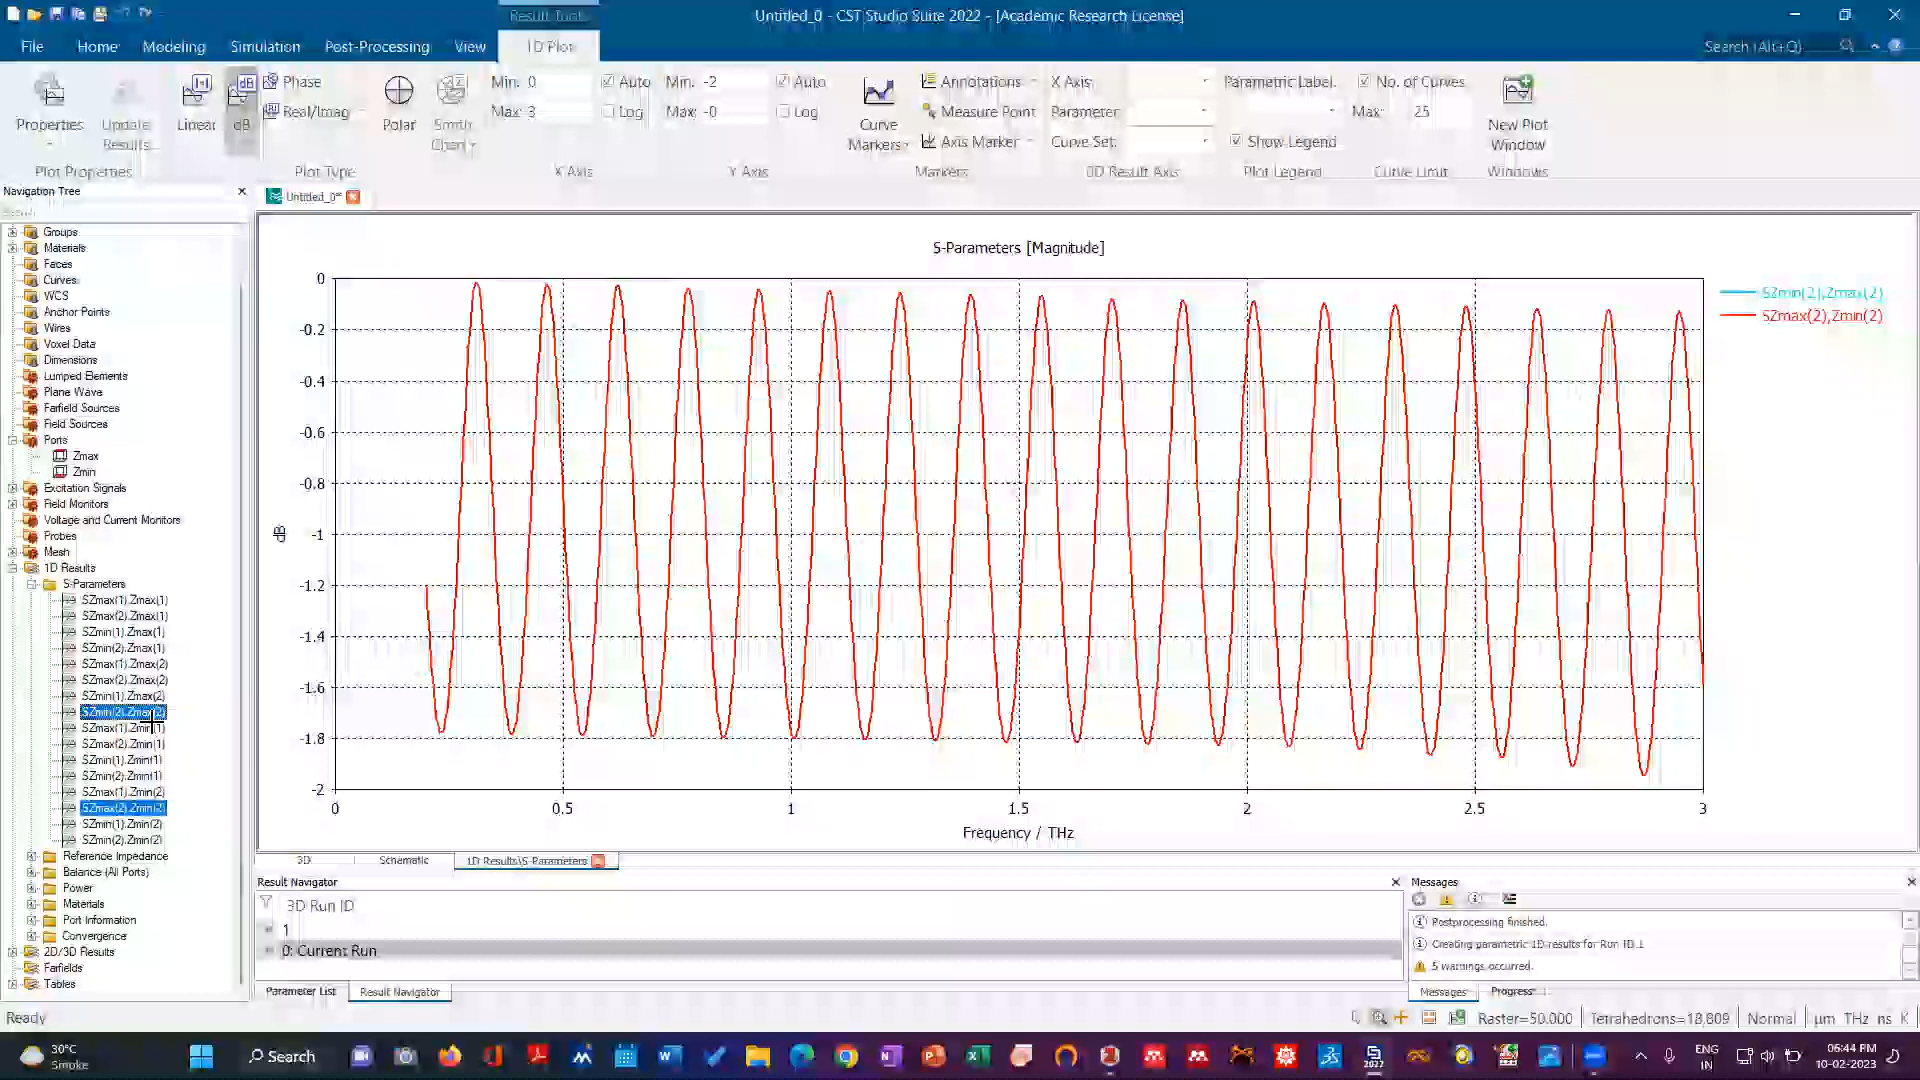 Result Tools
Untitled_0 - CST Studio Suite 2022 - [Academic Research License]
File Home Modeling Simulation Post-Processing View 1D Plot Search (Alt+Q)
Properties Update Results Linear dB Phase Real/Imag Polar Smith Chart
Min: 0 Auto Max: 3 Log
Min: -2 Auto Max: -0 Log
Curve Markers Annotations Measure Point Axis Marker
X Axis: Parameter: Curve Set:
Parametric Label. Show Legend
No. of Curves Max: 25
New Plot Window
Plot Properties Plot Type X Axis Y Axis Markers 0D Result Axis Plot Legend Curve Limit Windows
Navigation Tree
Untitled_0*
Groups
Materials
Faces
Curves
WCS
Anchor Points
Wires
Voxel Data
Dimensions
Lumped Elements
Plane Wave
Farfield Sources
Field Sources
Ports
Zmax
Zmin
Excitation Signals
Field Monitors
Voltage and Current Monitors
Probes
Mesh
1D Results
S-Parameters
SZmax(1),Zmax(1)
SZmax(2),Zmax(1)
SZmin(1),Zmax(1)
SZmin(2),Zmax(1)
SZmax(1),Zmax(2)
SZmax(2),Zmax(2)
SZmin(1),Zmax(2)
SZmin(2),Zmax(2)
SZmax(1),Zmin(1)
SZmax(2),Zmin(1)
SZmin(1),Zmin(1)
SZmin(2),Zmin(1)
SZmax(1),Zmin(2)
SZmax(2),Zmin(2)
SZmin(1),Zmin(2)
SZmin(2),Zmin(2)
Reference Impedance
Balance (All Ports)
Power
Materials
Port Information
Convergence
2D/3D Results
Farfields
Tables
S-Parameters [Magnitude]
SZmin(2),Zmax(2)
SZmax(2),Zmin(2)
0
-0.2
-0.4
-0.6
-0.8
-1
-1.2
-1.4
-1.6
-1.8
-2
dB
0 0.5 1 1.5 2 2.5 3
Frequency / THz
3D Schematic 1D Results\S-Parameters
Result Navigator
3D Run ID
1
0: Current Run
Parameter List Result Navigator
Messages
Postprocessing finished.
Creating parametric 1D results for Run ID 1
5 warnings occurred.
Messages Progress
Ready
Raster=50.000 Tetrahedrons=18,809 Normal μm THz ns K
30°C
Smoke
Search
2022
ENG
IN
06:44 PM
10-02-2023